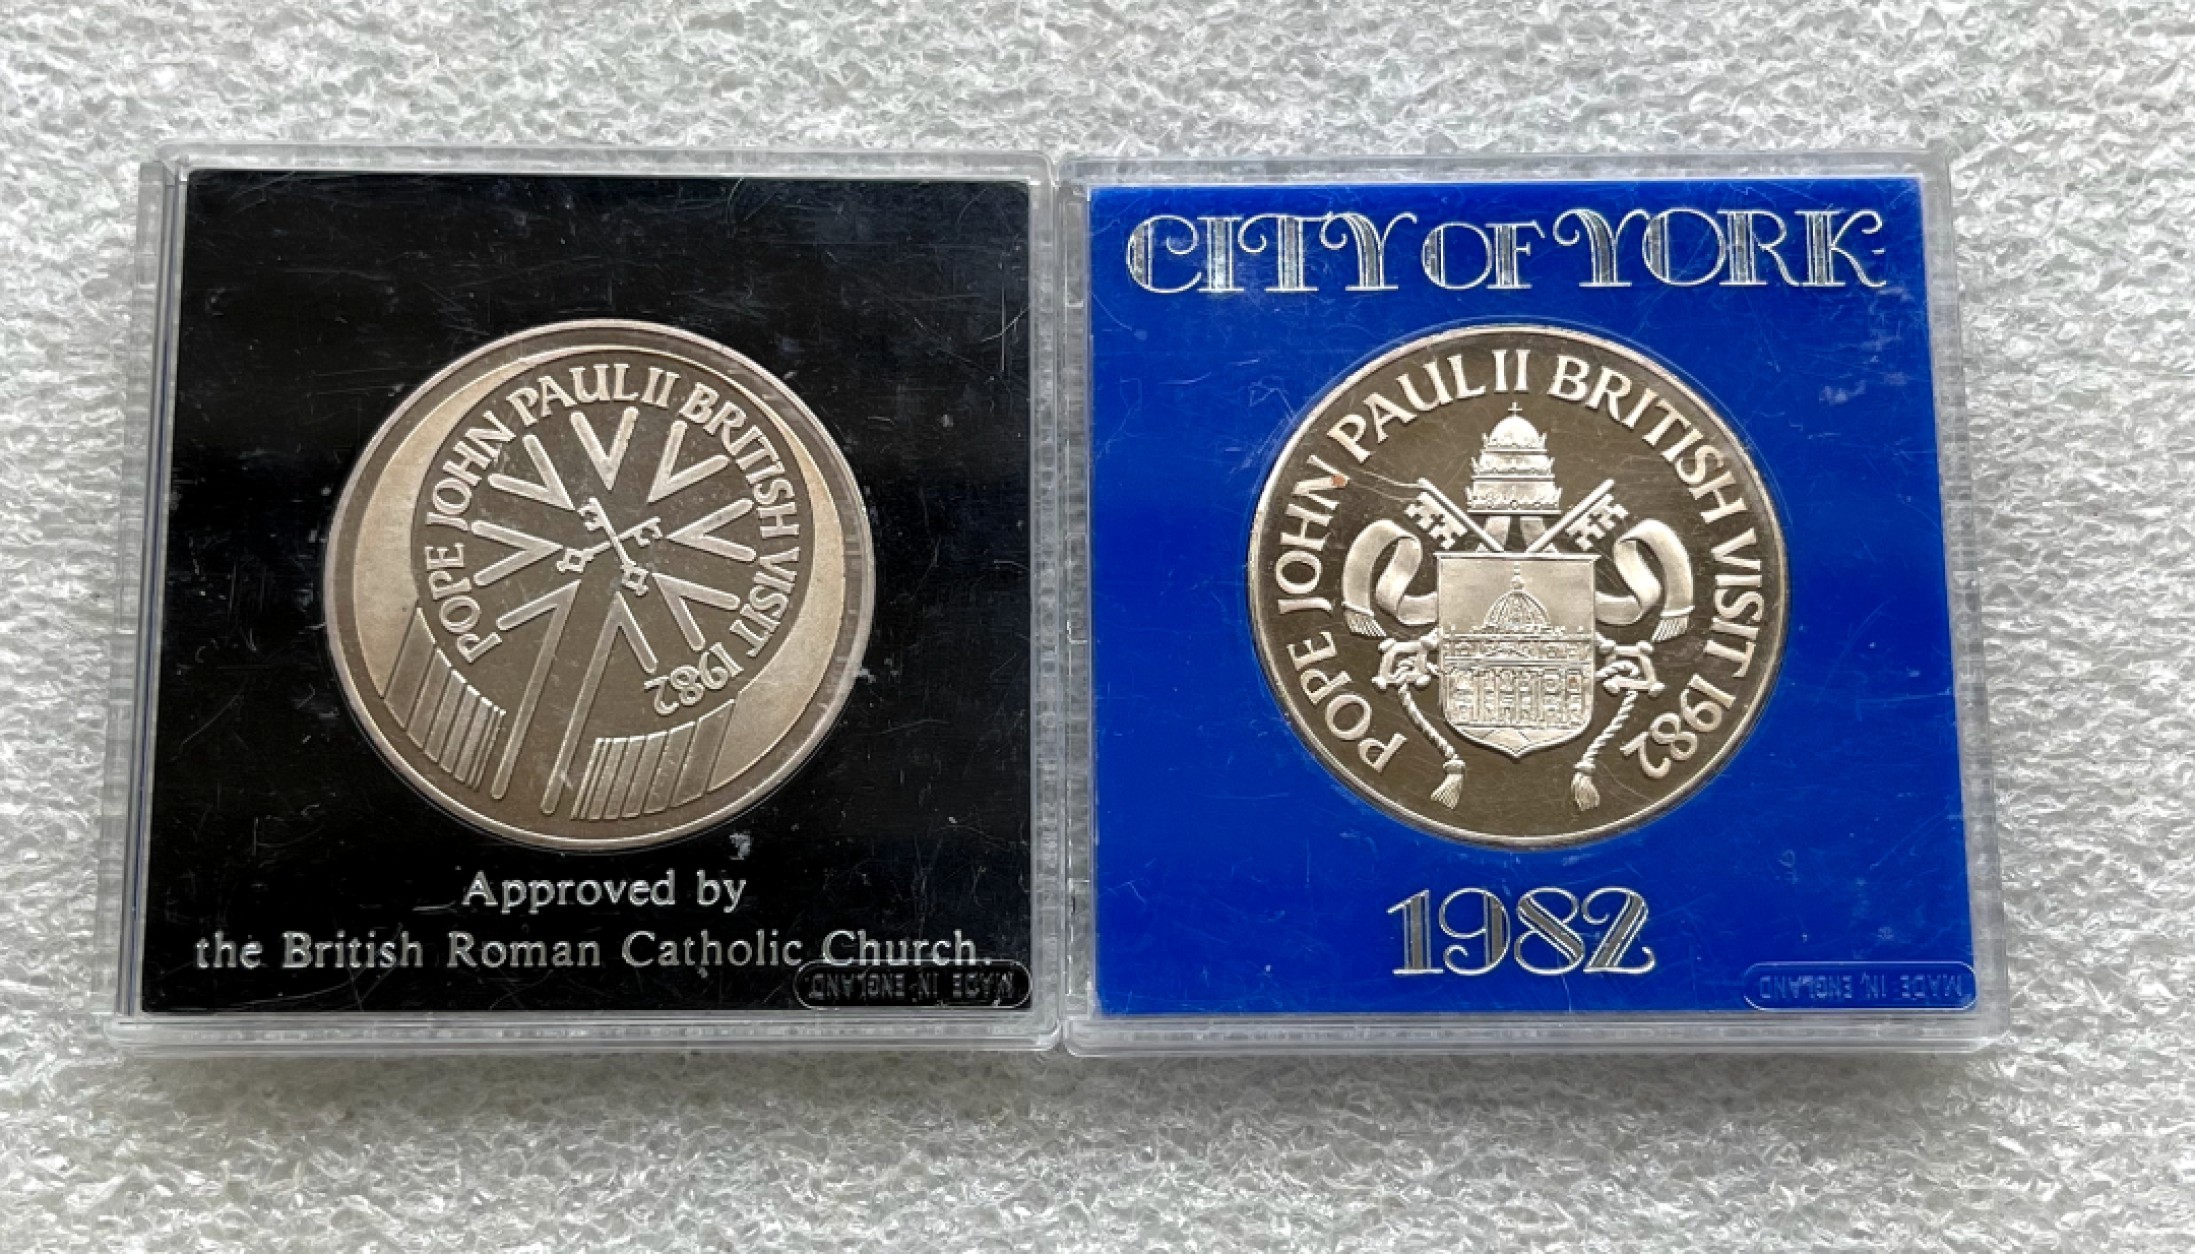 POPE JOHN PAUL II BRITISH VISIT 1982
Approved by
the British Roman Catholic Church.
MADE IN ENGLAND
CITY OF YORK
POPE JOHN PAUL II BRITISH VISIT 1982
1982
MADE IN ENGLAND